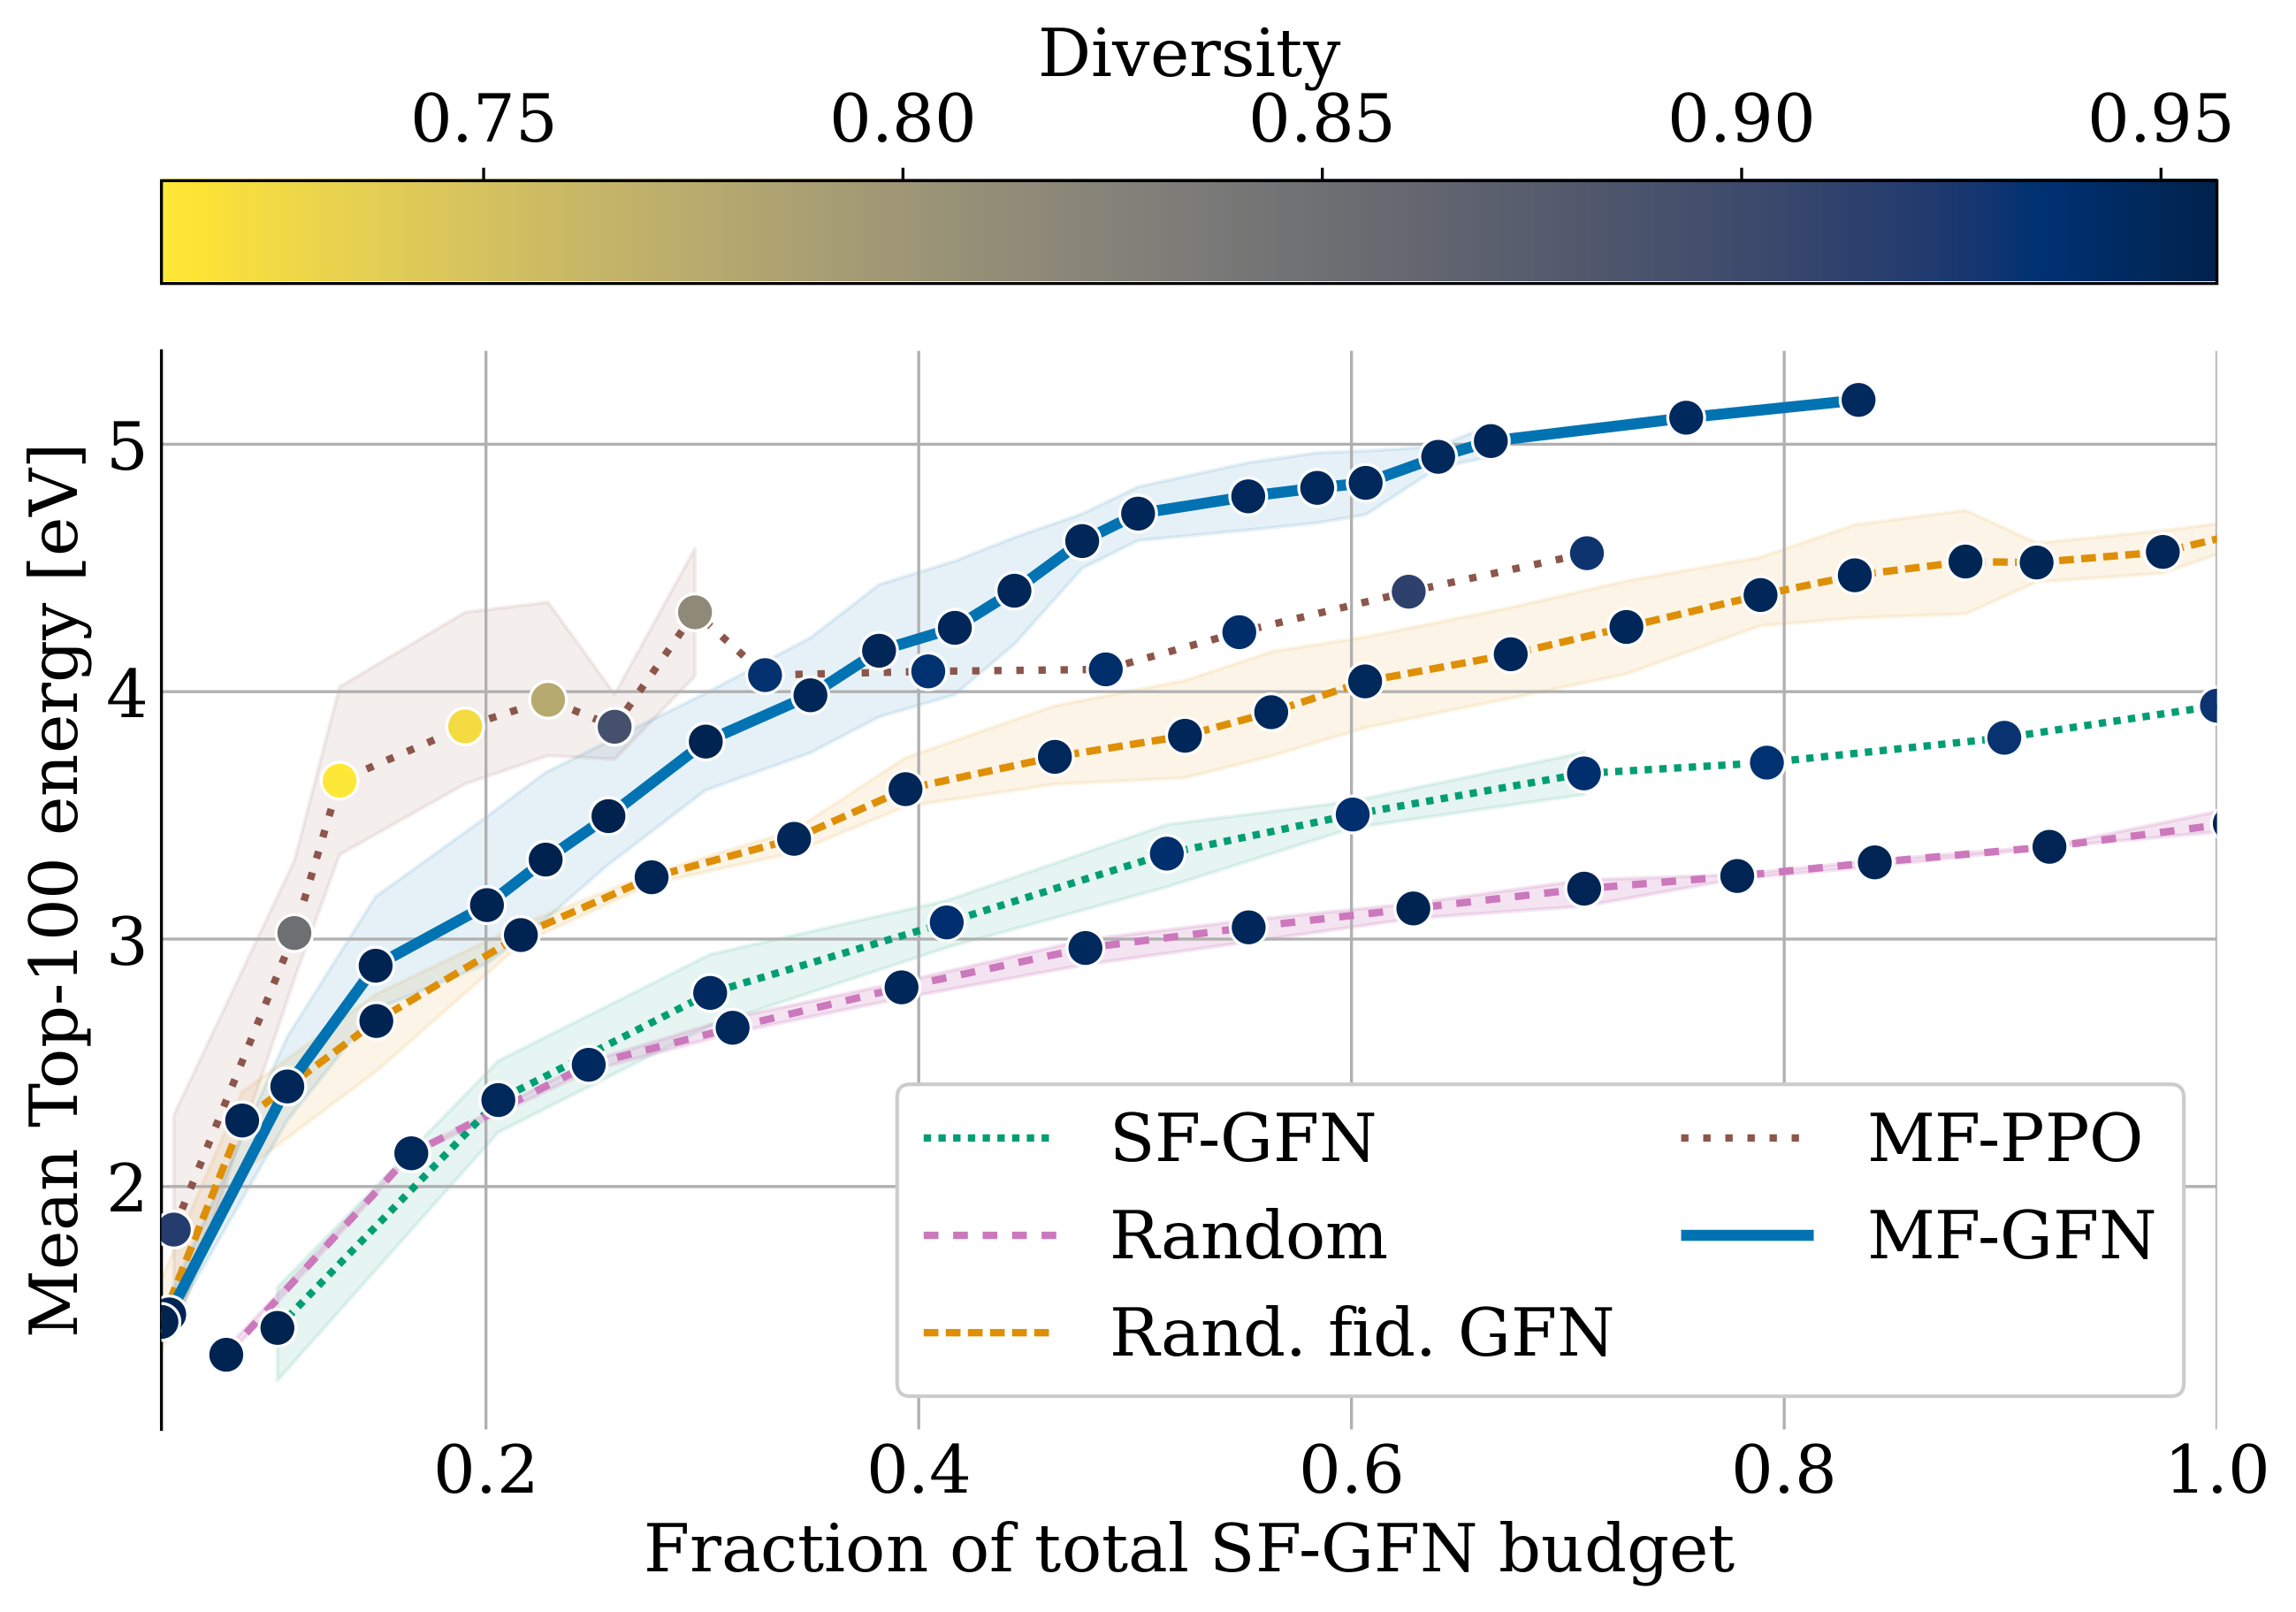 Diversity
0.75 0.80 0.85 0.90 0.95
Mean Top-100 energy [eV]
5
4
3
2
SF-GFN
Random
Rand. fid. GFN
MF-PPO
MF-GFN
0.2 0.4 0.6 0.8 1.0
Fraction of total SF-GFN budget